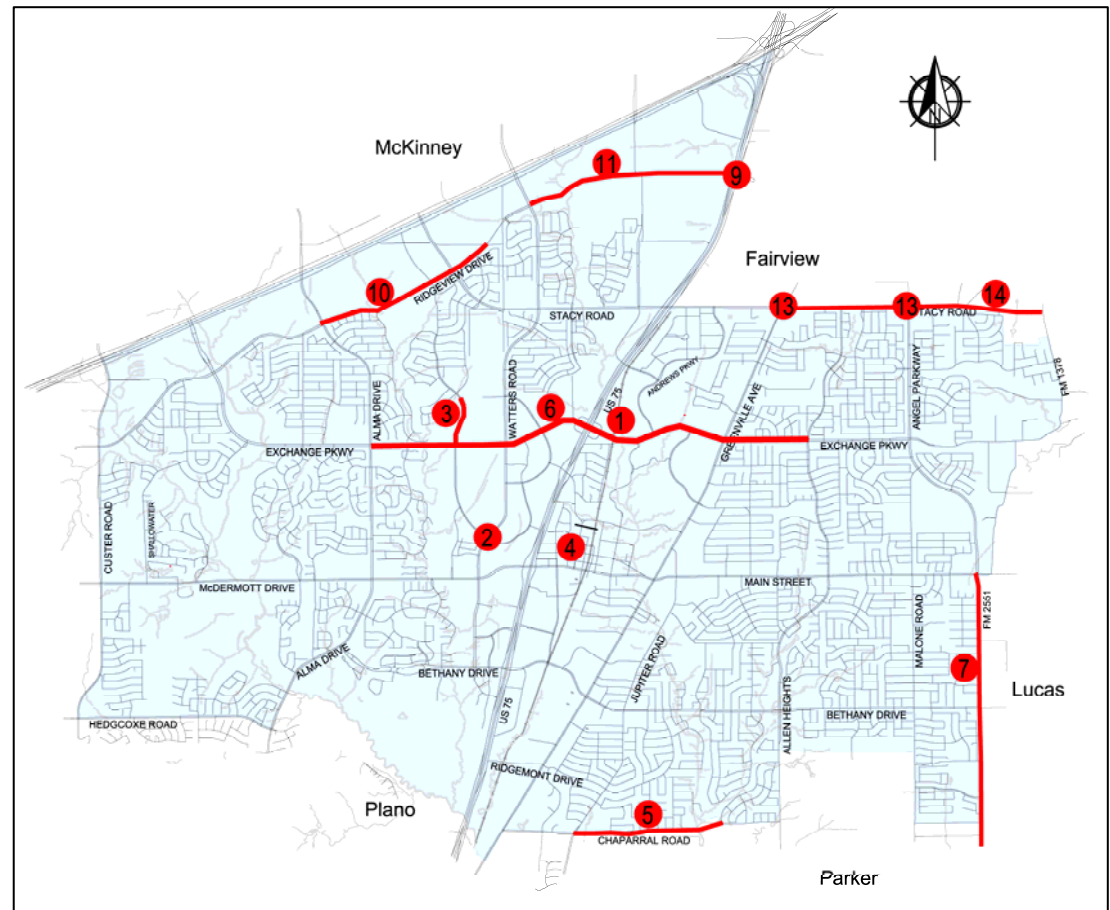 N
McKinney
11
9
Fairview
RIDGEVIEW DRIVE
10
13
13
14
STACY ROAD
TACY ROAD
ANDREWS PKWY
FM 1378
US 75
WATTERS ROAD
ALMA DRIVE
3
6
1
GREENVILLE AVE
ANGEL PARKWAY
EXCHANGE PKWY
EXCHANGE PKWY
CUSTER ROAD
SHALLOWATER
2
4
McDERMOTT DRIVE
MAIN STREET
MALONE ROAD
FM 2551
ALMA DRIVE
BETHANY DRIVE
JUPITER ROAD
7
Lucas
US 75
ALLEN HEIGHTS
BETHANY DRIVE
HEDGCOXE ROAD
RIDGEMONT DRIVE
Plano
5
CHAPARRAL ROAD
Parker